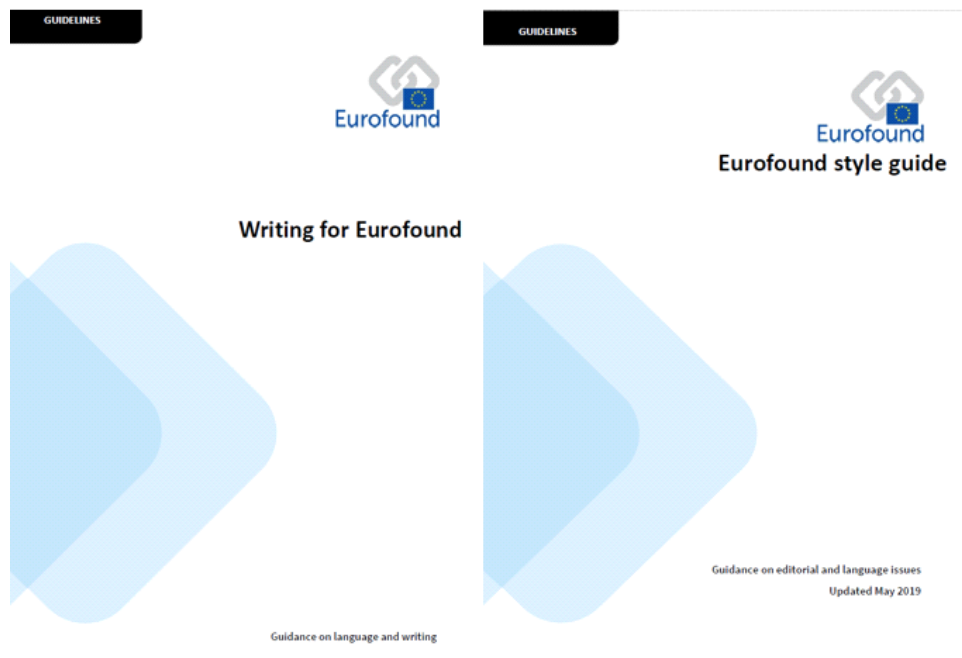 GUIDELINES
Eurofound
Writing for Eurofound
Guidance on language and writing
GUIDELINES
Eurofound
Eurofound style guide
Guidance on editorial and language issues
Updated May 2019